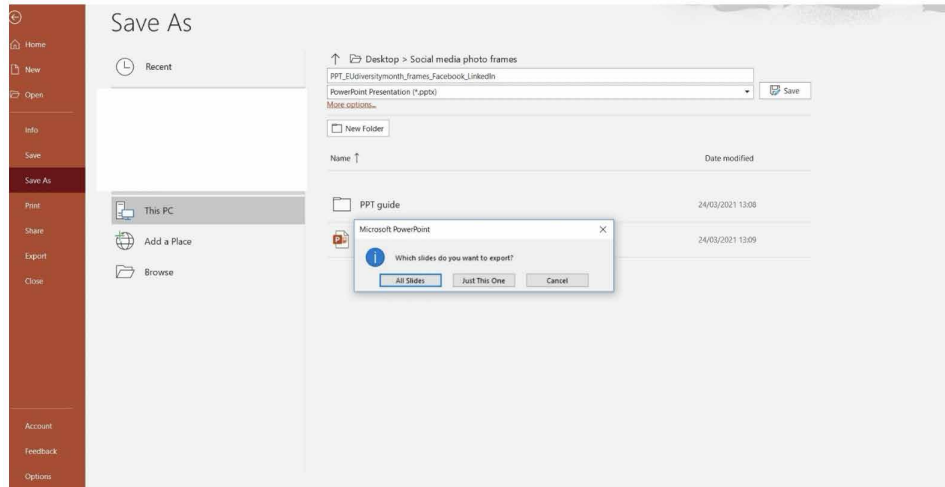 Save As
Home
New
Open
Info
Save
Save As
Print
Share
Export
Close
Account
Feedback
Options
Recent
This PC
Add a Place
Browse
Desktop > Social media photo frames
PPT_EUdiversitymonth_frames_Facebook_LinkedIn
PowerPoint Presentation (*.pptx)
Save
More options...
New Folder
Name ↑ Date modified
PPT guide 24/03/2021 13:08
24/03/2021 13:09
Microsoft PowerPoint
Which slides do you want to export?
All Slides Just This One Cancel